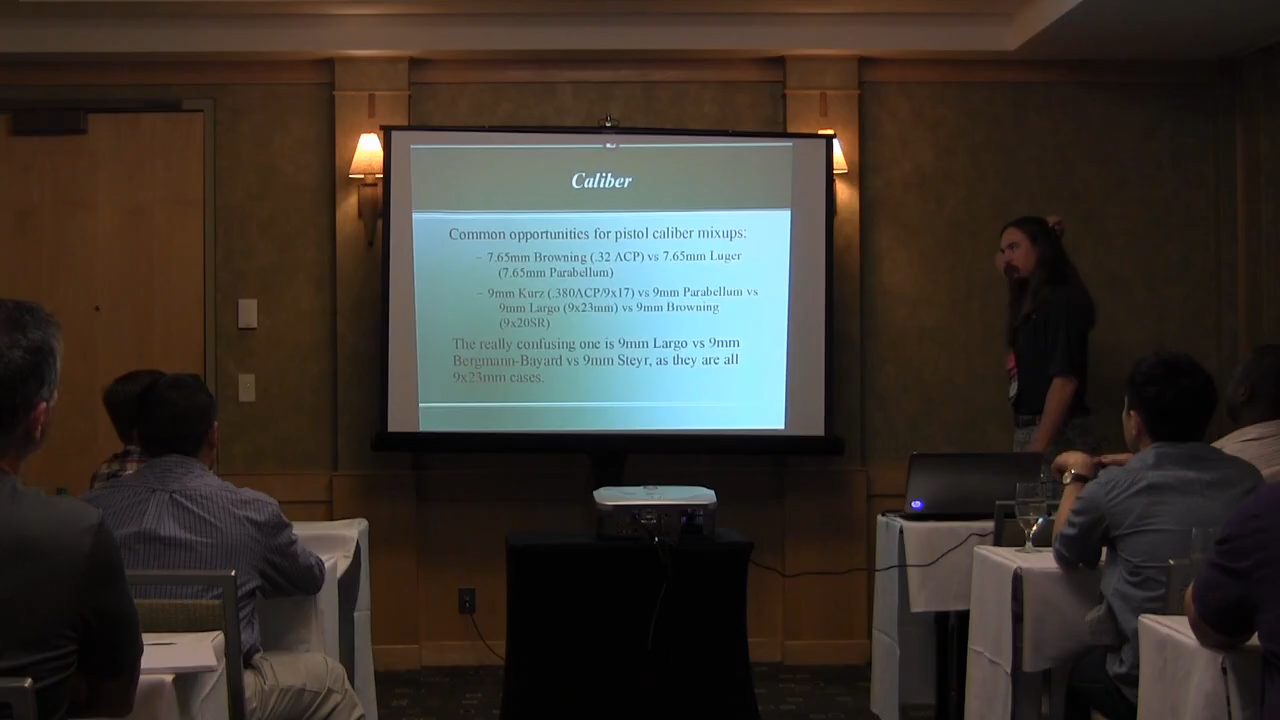 Caliber
Common opportunities for pistol caliber mixups:
– 7.65mm Browning (.32 ACP) vs 7.65mm Luger
(7.65mm Parabellum)
– 9mm Kurz (.380ACP/9x17) vs 9mm Parabellum vs
9mm Largo (9x23mm) vs 9mm Browning
(9x20SR)
The really confusing one is 9mm Largo vs 9mm
Bergmann-Bayard vs 9mm Steyr, as they are all
9x23mm cases.